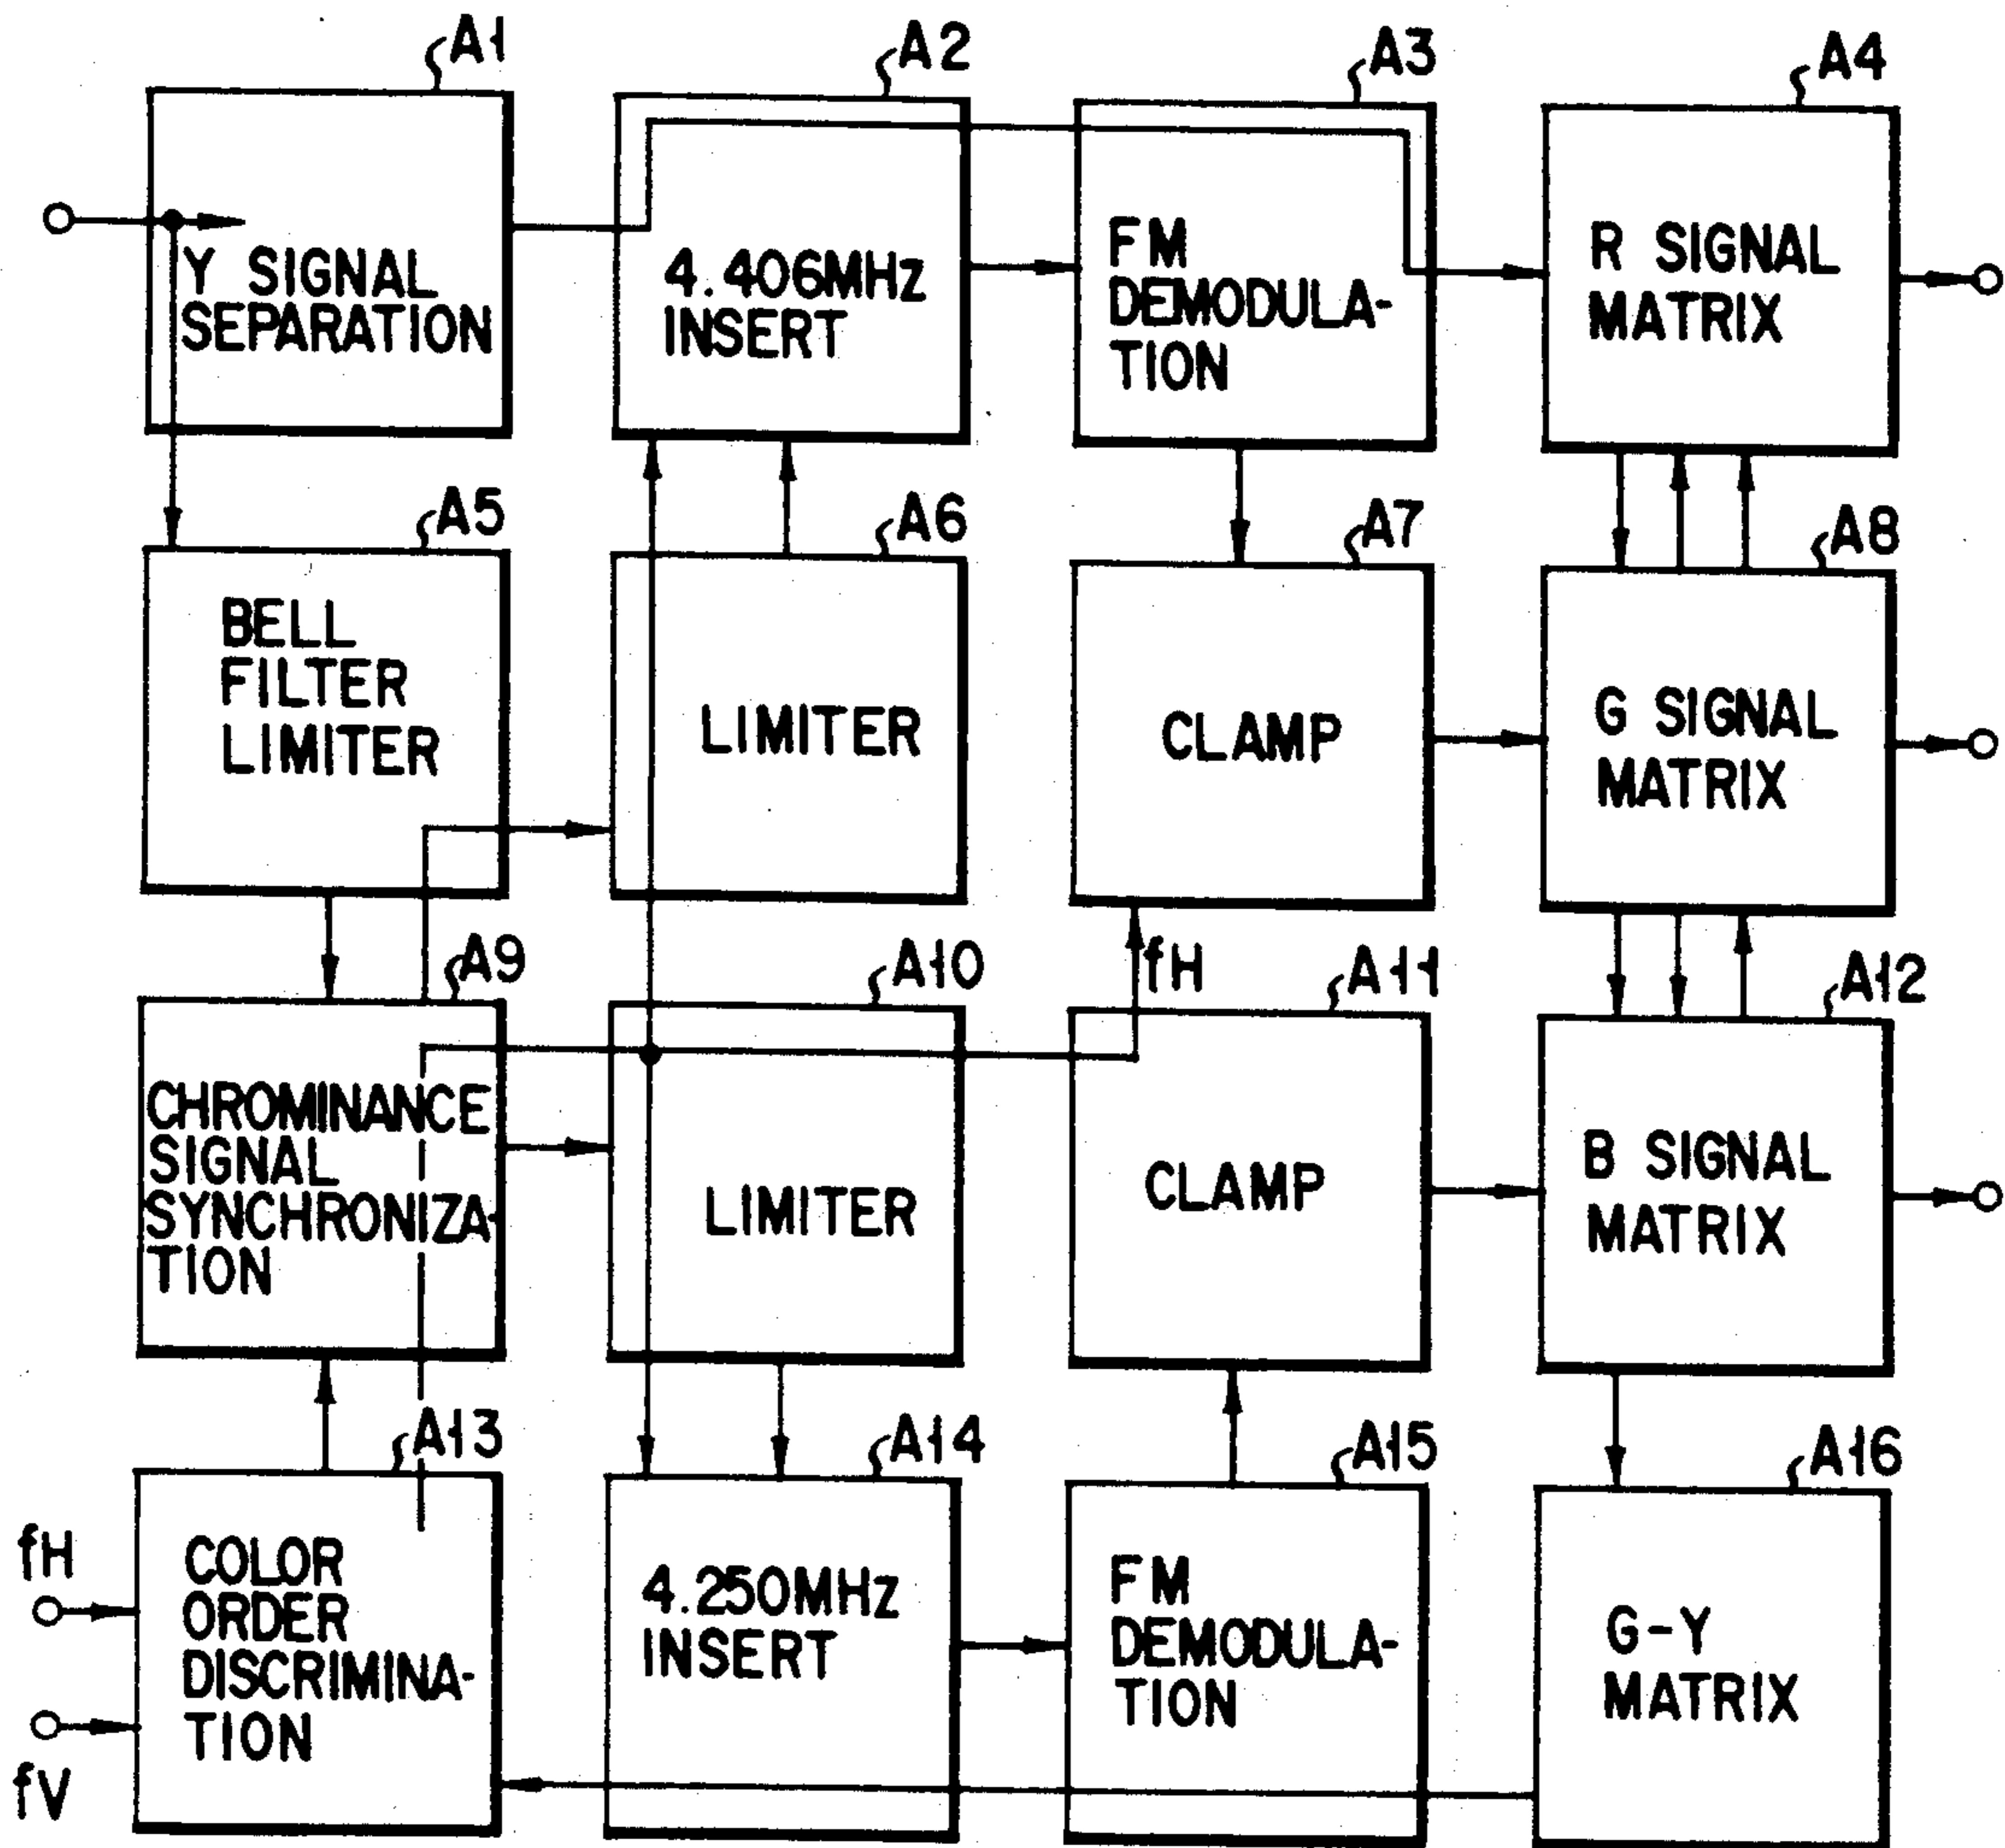 A1
A2
A3
A4
Y SIGNAL
SEPARATION
4.406MHz
INSERT
FM
DEMODULA-
TION
R SIGNAL
MATRIX
A5
A6
A7
A8
BELL
FILTER
LIMITER
LIMITER
CLAMP
G SIGNAL
MATRIX
A9
A10
fH
A11
A12
CHROMINANCE
SIGNAL
SYNCHRONIZA-
TION
LIMITER
CLAMP
B SIGNAL
MATRIX
A13
A14
A15
A16
fH
fV
COLOR
ORDER
DISCRIMINA-
TION
4.250MHz
INSERT
FM
DEMODULA-
TION
G-Y
MATRIX